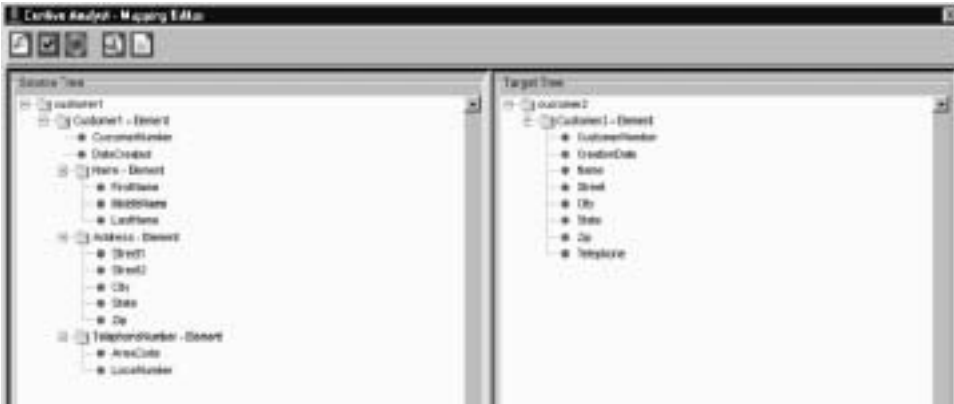 Contivo Analyst - Mapping Editor
Source Tree
customer1
Customer1 - Element
CustomerNumber
DateCreated
Name - Element
FirstName
MiddleName
LastName
Address - Element
Street1
Street2
City
State
Zip
TelephoneNumber - Element
AreaCode
LocalNumber
Target Tree
customer2
Customer2 - Element
CustomerNumber
CreationDate
Name
Street
City
State
Zip
Telephone